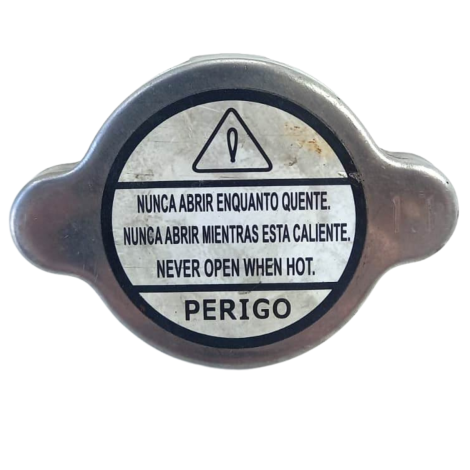 NUNCA ABRIR ENQUANTO QUENTE.
NUNCA ABRIR MIENTRAS ESTA CALIENTE.
NEVER OPEN WHEN HOT.
PERIGO